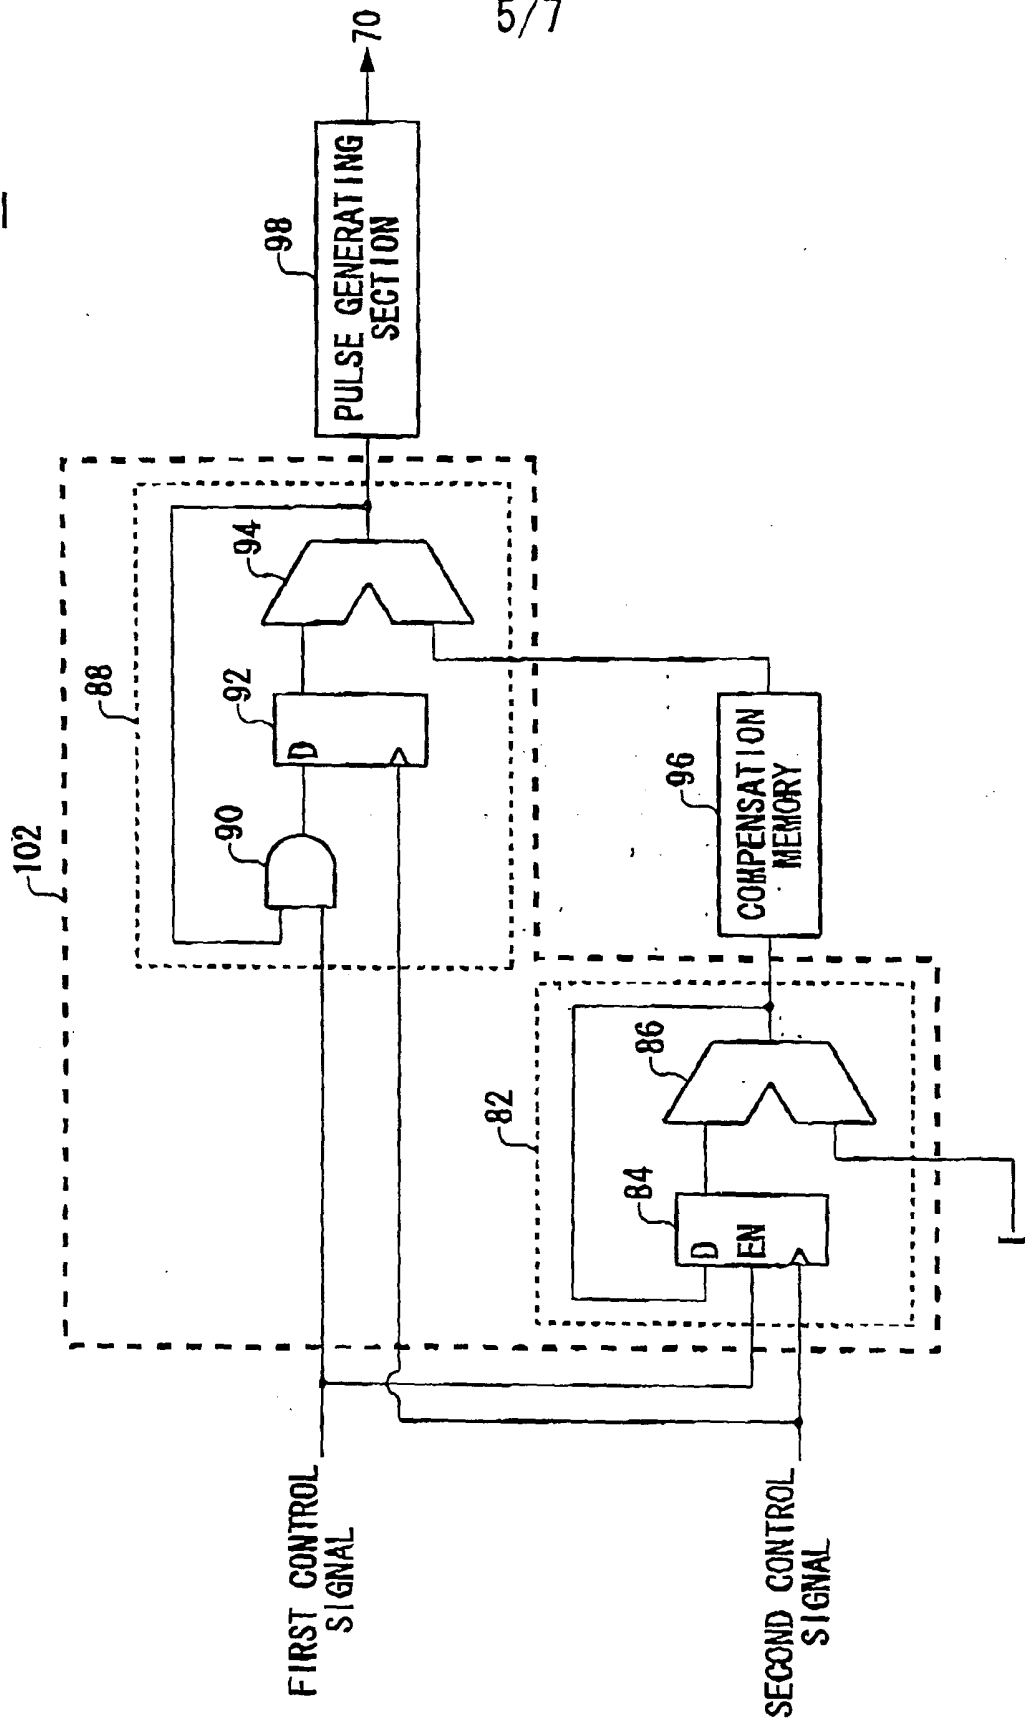 5/7
70
PULSE GENERATING
SECTION
98
102
88
94
92
D
90
96
COMPENSATION
MEMORY
82
86
84
D
EN
FIRST CONTROL
SIGNAL
SECOND CONTROL
SIGNAL